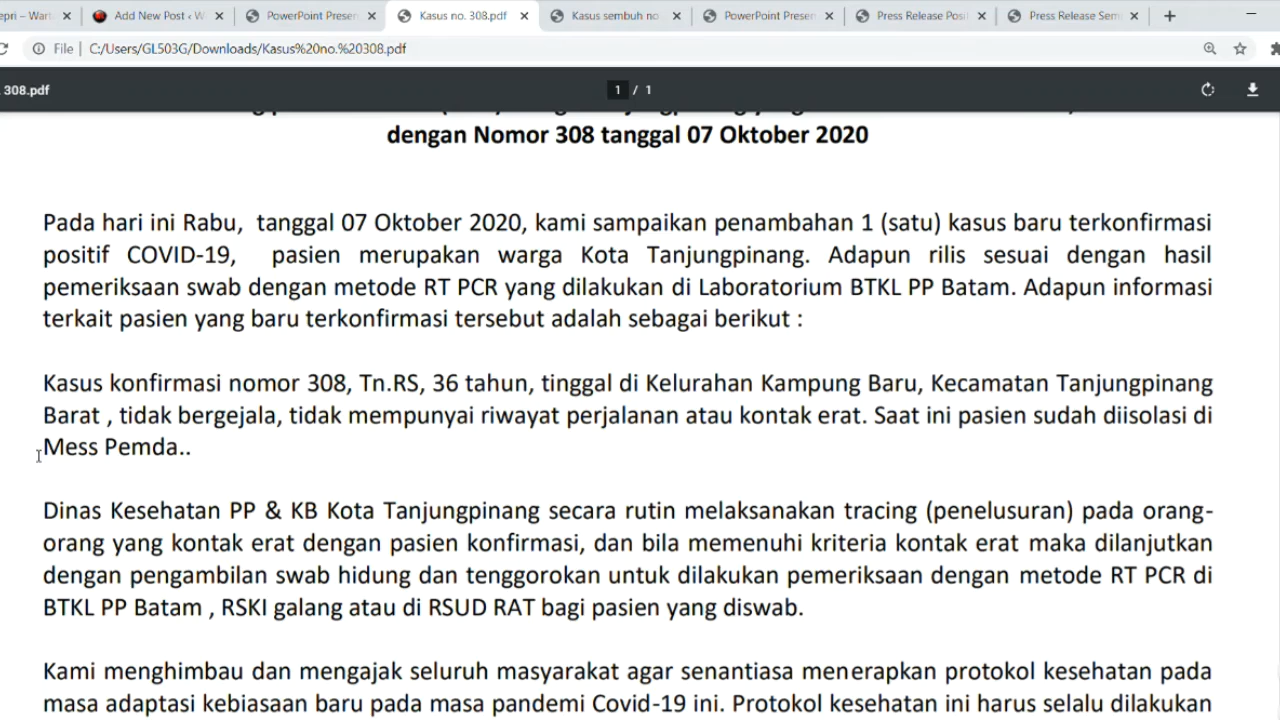 epri – Wart
Add New Post ‹ W
PowerPoint Presen
Kasus no. 308.pdf
Kasus sembuh no
PowerPoint Presen
Press Release Posi
Press Release Sem
File | C:/Users/GL503G/Downloads/Kasus%20no.%20308.pdf
308.pdf
1 / 1
dengan Nomor 308 tanggal 07 Oktober 2020
Pada hari ini Rabu, tanggal 07 Oktober 2020, kami sampaikan penambahan 1 (satu) kasus baru terkonfirmasi
positif COVID-19, pasien merupakan warga Kota Tanjungpinang. Adapun rilis sesuai dengan hasil
pemeriksaan swab dengan metode RT PCR yang dilakukan di Laboratorium BTKL PP Batam. Adapun informasi
terkait pasien yang baru terkonfirmasi tersebut adalah sebagai berikut :
Kasus konfirmasi nomor 308, Tn.RS, 36 tahun, tinggal di Kelurahan Kampung Baru, Kecamatan Tanjungpinang
Barat , tidak bergejala, tidak mempunyai riwayat perjalanan atau kontak erat. Saat ini pasien sudah diisolasi di
Mess Pemda..
Dinas Kesehatan PP & KB Kota Tanjungpinang secara rutin melaksanakan tracing (penelusuran) pada orang-
orang yang kontak erat dengan pasien konfirmasi, dan bila memenuhi kriteria kontak erat maka dilanjutkan
dengan pengambilan swab hidung dan tenggorokan untuk dilakukan pemeriksaan dengan metode RT PCR di
BTKL PP Batam , RSKI galang atau di RSUD RAT bagi pasien yang diswab.
Kami menghimbau dan mengajak seluruh masyarakat agar senantiasa menerapkan protokol kesehatan pada
masa adaptasi kebiasaan baru pada masa pandemi Covid-19 ini. Protokol kesehatan ini harus selalu dilakukan